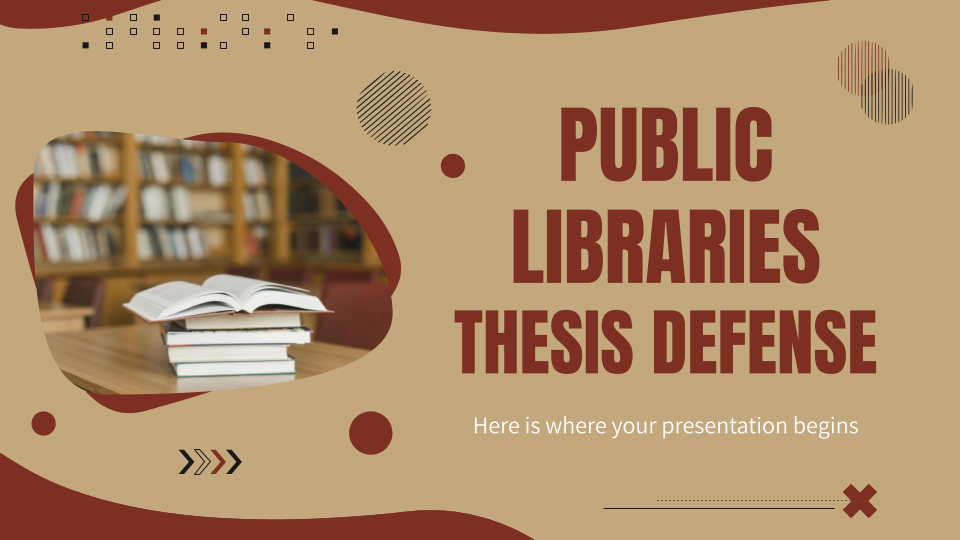 PUBLIC
LIBRARIES
THESIS DEFENSE
Here is where your presentation begins